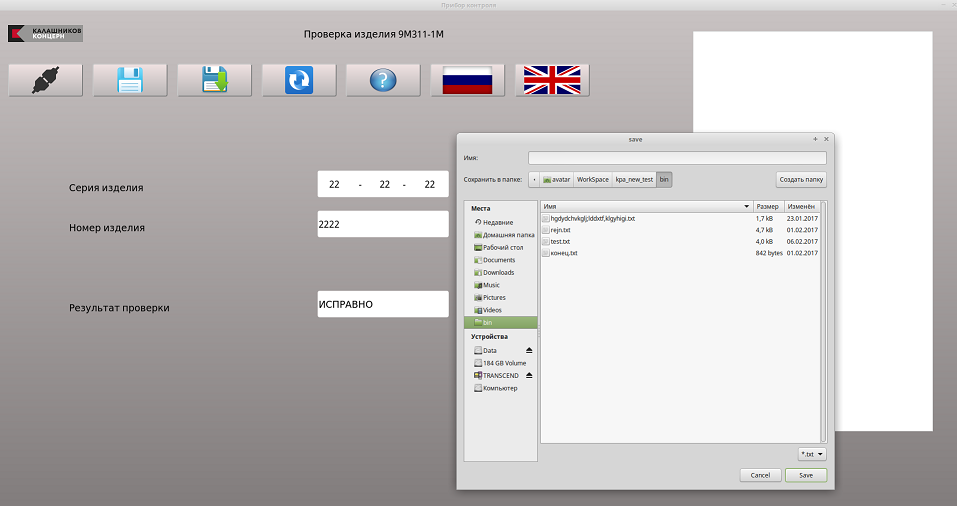 Прибор контроля
КАЛАШНИКОВ
КОНЦЕРН
Проверка изделия 9М311-1М
Серия изделия
22 - 22 - 22
Номер изделия
2222
Результат проверки
ИСПРАВНО
save
Имя:
Сохранить в папке:
avatar
WorkSpace
kpa_new_test
bin
Создать папку
Места
Недавние
Домашняя папка
Рабочий стол
Documents
Downloads
Music
Pictures
Videos
bin
Устройства
Data
184 GB Volume
TRANSCEND
Компьютер
Имя Размер Изменён
1,7 kB 23.01.2017
rejn.txt 4,7 kB 01.02.2017
test.txt 4,0 kB 06.02.2017
конец.txt 842 bytes 01.02.2017
*.txt
Cancel
Save